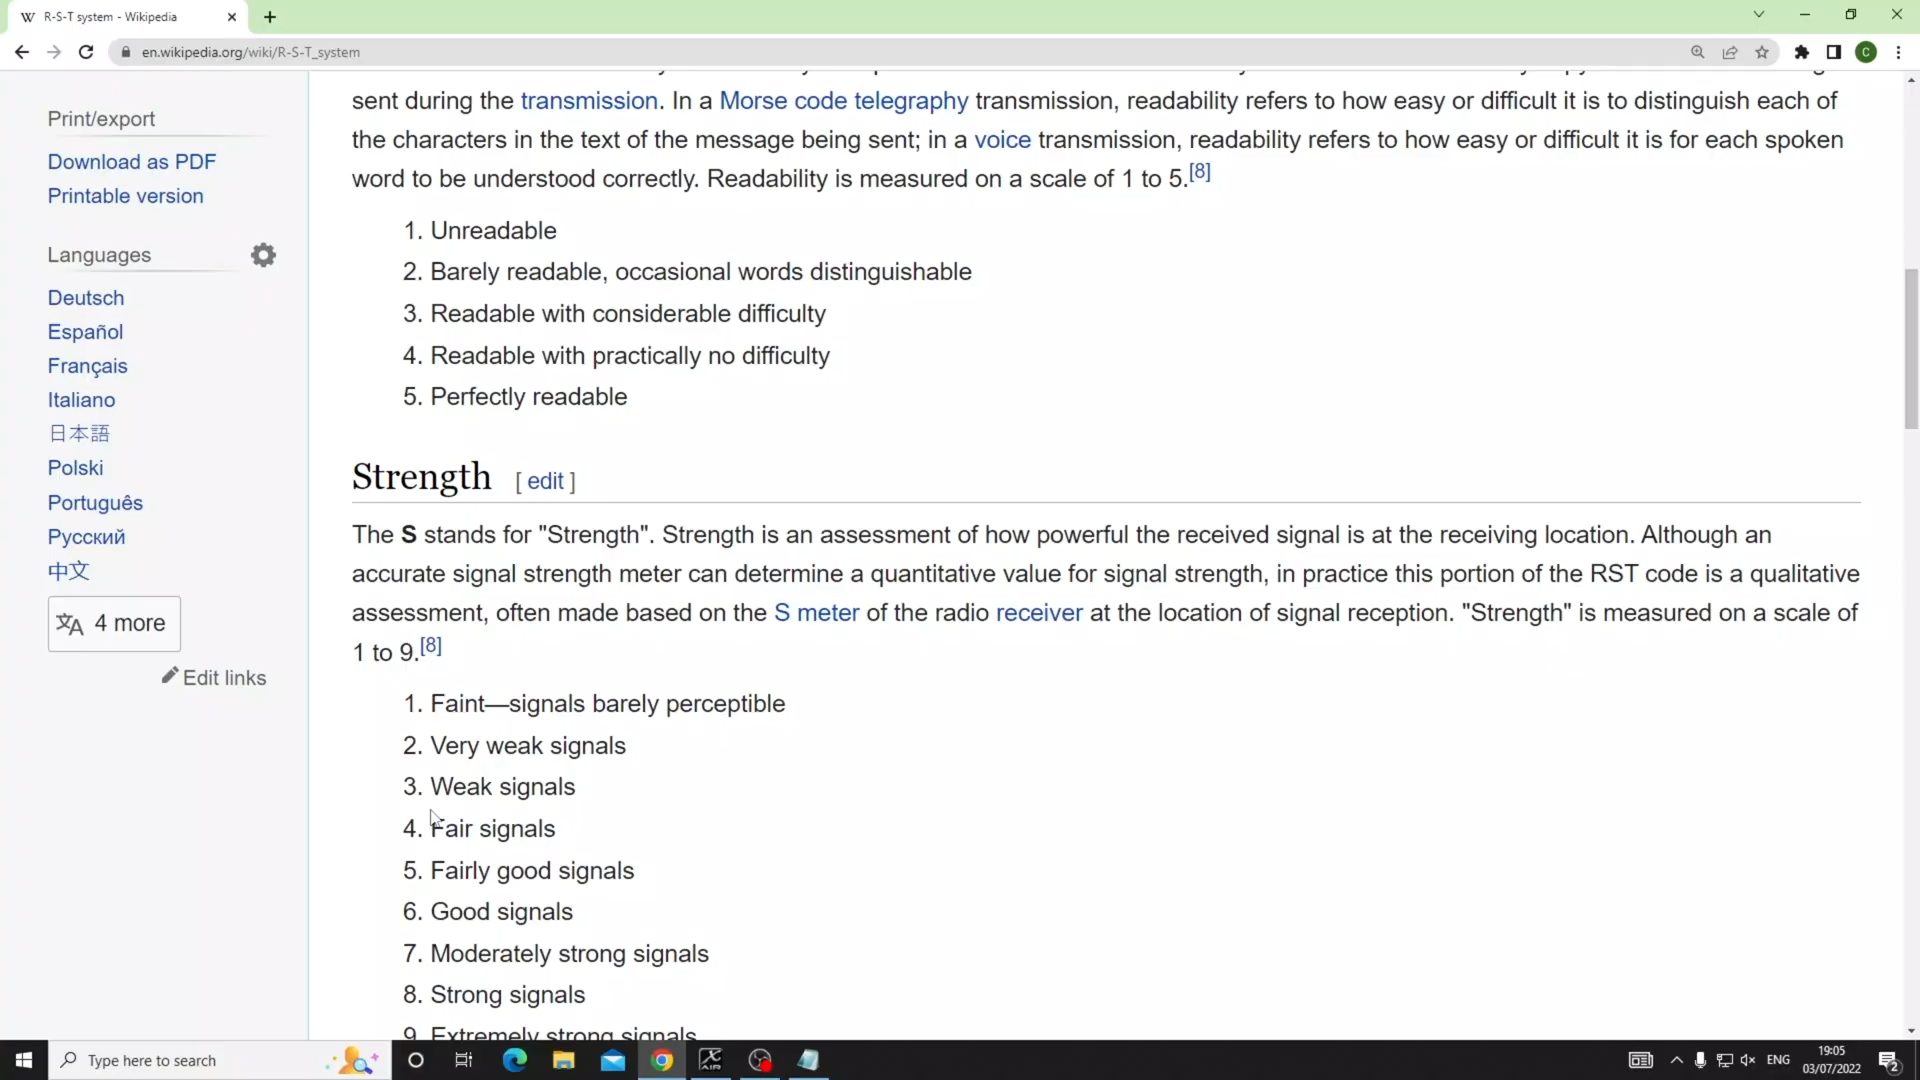 R-S-T system - Wikipedia
en.wikipedia.org/wiki/R-S-T_system
C
Print/export
Download as PDF
Printable version
Languages
Deutsch
Español
Français
Italiano
日本語
Polski
Português
Русский
中文
4 more
Edit links
sent during the transmission. In a Morse code telegraphy transmission, readability refers to how easy or difficult it is to distinguish each of
the characters in the text of the message being sent; in a voice transmission, readability refers to how easy or difficult it is for each spoken
word to be understood correctly. Readability is measured on a scale of 1 to 5.[8]
1. Unreadable
2. Barely readable, occasional words distinguishable
3. Readable with considerable difficulty
4. Readable with practically no difficulty
5. Perfectly readable
Strength [ edit ]
The S stands for "Strength". Strength is an assessment of how powerful the received signal is at the receiving location. Although an
accurate signal strength meter can determine a quantitative value for signal strength, in practice this portion of the RST code is a qualitative
assessment, often made based on the S meter of the radio receiver at the location of signal reception. "Strength" is measured on a scale of
1 to 9.[8]
1. Faint—signals barely perceptible
2. Very weak signals
3. Weak signals
4. Fair signals
5. Fairly good signals
6. Good signals
7. Moderately strong signals
8. Strong signals
9. Extremely strong signals
Type here to search
X AIR
ENG
19:05
03/07/2022
2